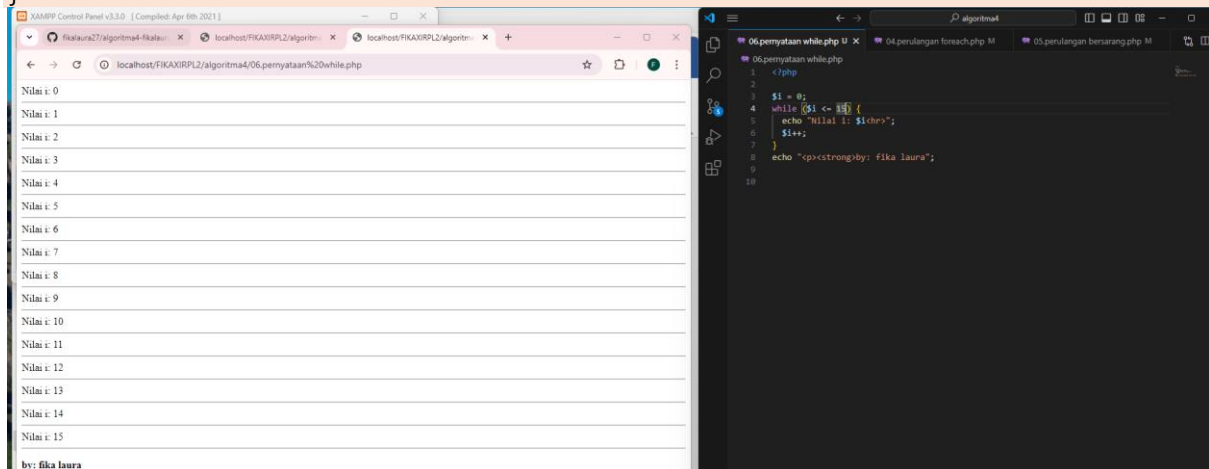 XAMPP Control Panel v3.3.0 [ Compiled: Apr 6th 2021 ]
fikalaura27/algoritma4-fikalaur
localhost/FIKAXIRPL2/algoritm
localhost/FIKAXIRPL2/algoritm
localhost/FIKAXIRPL2/algoritma4/06.pernyataan%20while.php
F
Nilai i: 0
Nilai i: 1
Nilai i: 2
Nilai i: 3
Nilai i: 4
Nilai i: 5
Nilai i: 6
Nilai i: 7
Nilai i: 8
Nilai i: 9
Nilai i: 10
Nilai i: 11
Nilai i: 12
Nilai i: 13
Nilai i: 14
Nilai i: 15
by: fika laura
algoritma4
06.pernyataan while.php U
04.perulangan foreach.php M
05.perulangan bersarang.php M
06.pernyataan while.php
1 <?php
2
3 $i = 0;
4 while ($i <= 15) {
5 echo "Nilai i: $i<hr>";
6 $i++;
7 }
8 echo "<p><strong>by: fika laura";
9
10